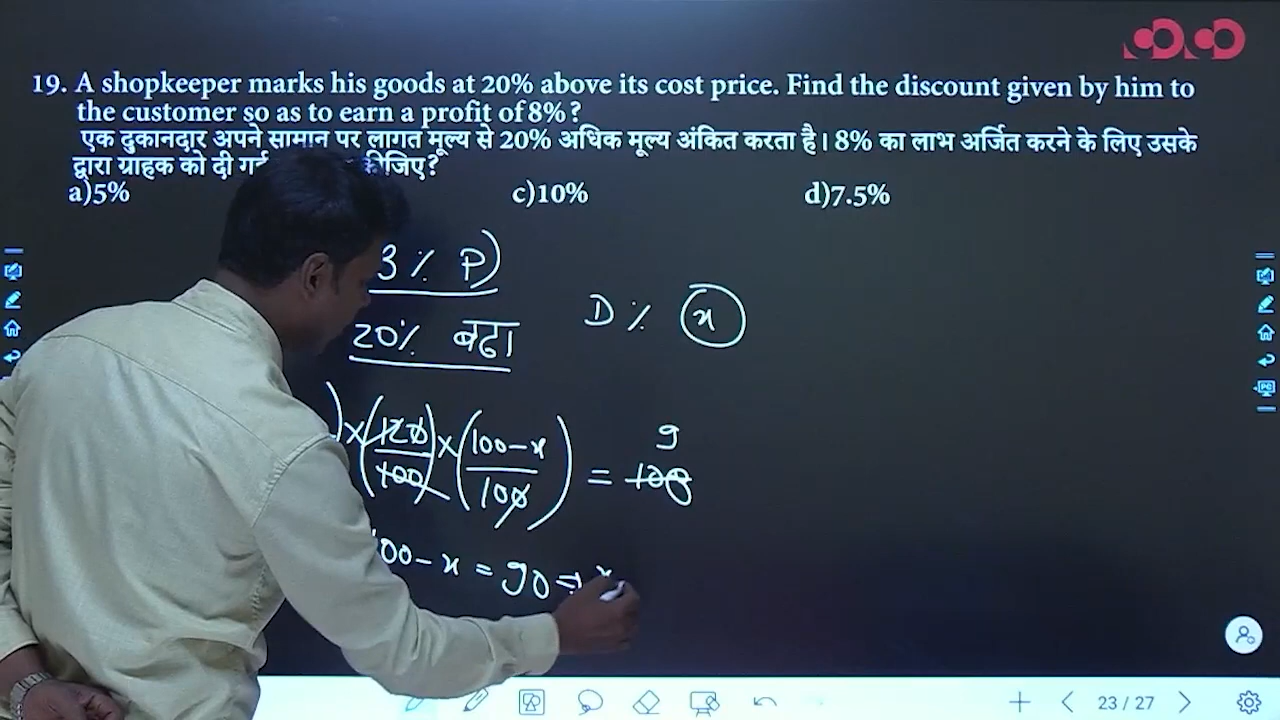 19. A shopkeeper marks his goods at 20% above its cost price. Find the discount given by him to
the customer so as to earn a profit of 8%?
एक दुकानदार अपने सामान पर लागत मूल्य से 20% अधिक मूल्य अंकित करता है। 8% का लाभ अर्जित करने के लिए उसके
द्वारा ग्राहक को दी
a)5% c)10% d)7.5%
% P)
20% बढा D% x
)×(120/100)×(100-x/100) = 108 9
00-x = 90 ⇒ x
23 / 27